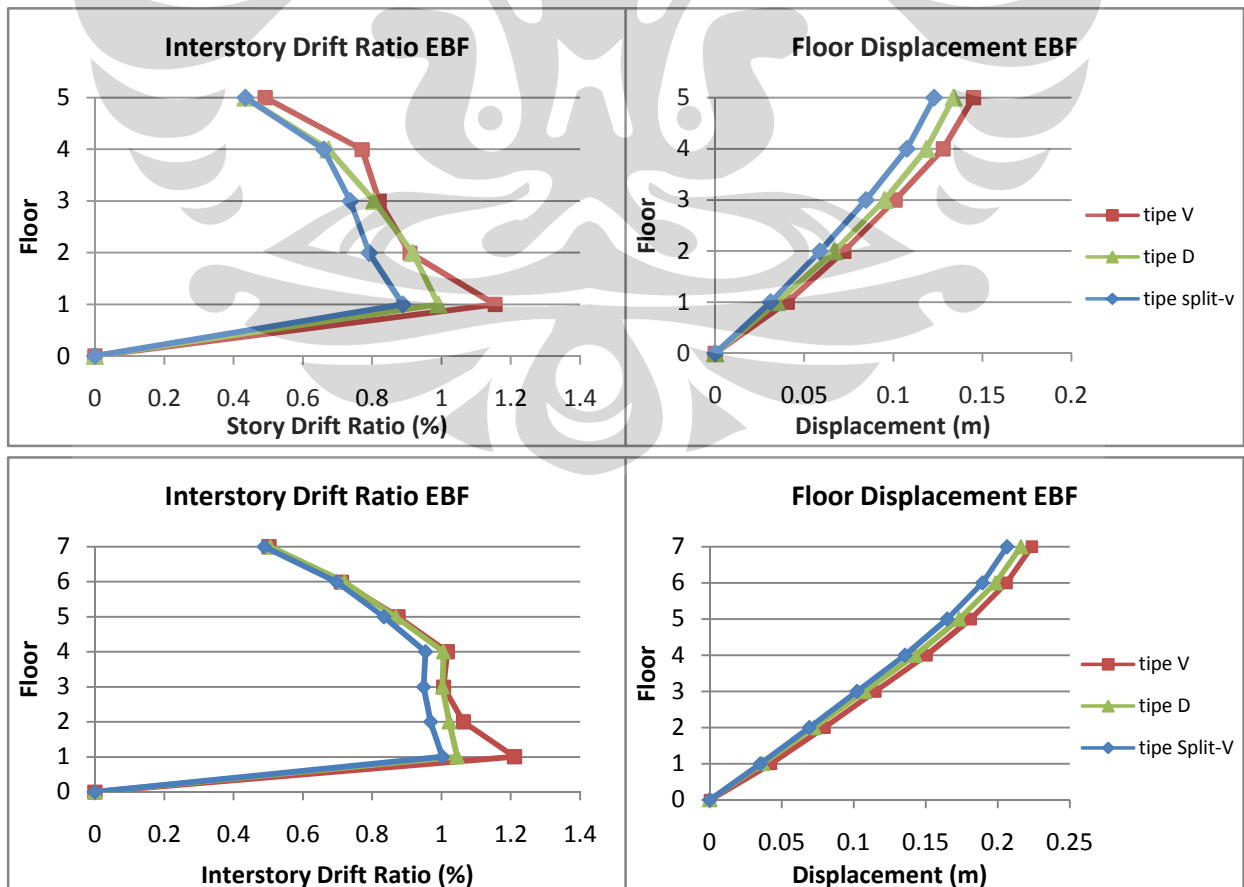 Interstory Drift Ratio EBF
5
4
3
2
1
0
Floor
0 0.2 0.4 0.6 0.8 1 1.2 1.4
Story Drift Ratio (%)
Floor Displacement EBF
5
4
3
2
1
0
Floor
0 0.05 0.1 0.15 0.2
Displacement (m)
tipe V
tipe D
tipe split-v
Interstory Drift Ratio EBF
7
6
5
4
3
2
1
0
Floor
0 0.2 0.4 0.6 0.8 1 1.2 1.4
Interstory Drift Ratio (%)
Floor Displacement EBF
7
6
5
4
3
2
1
0
Floor
0 0.05 0.1 0.15 0.2 0.25
Displacement (m)
tipe V
tipe D
tipe Split-V